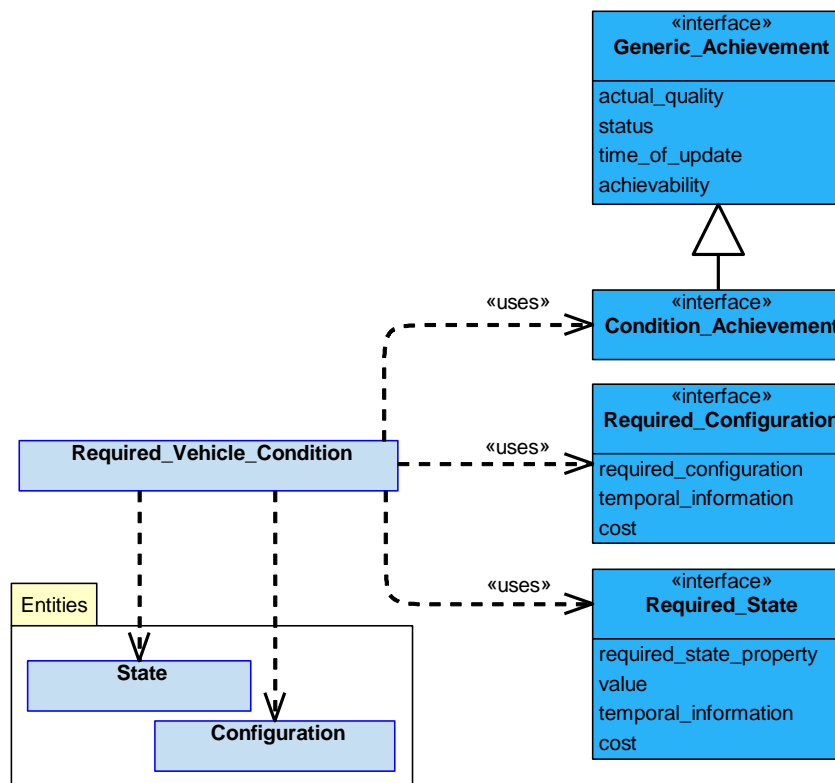 «interface»
Generic_Achievement
actual_quality
status
time_of_update
achievability
«uses»
«interface»
Condition_Achievement
Required_Vehicle_Condition
«uses»
«interface»
Required_Configuration
required_configuration
temporal_information
cost
«uses»
«interface»
Required_State
required_state_property
value
temporal_information
cost
Entities
State
Configuration